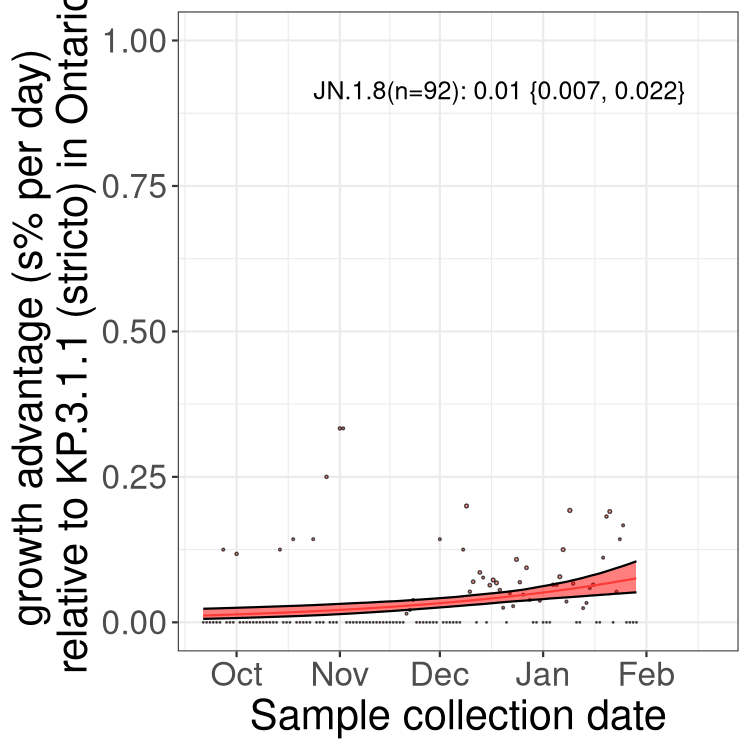 growth advantage (s% per day)
relative to KP.3.1.1 (stricto) in Ontario
1.00
JN.1.8(n=92): 0.01 {0.007, 0.022}
0.75
0.50
0.25
0.00
Oct Nov Dec Jan Feb
Sample collection date